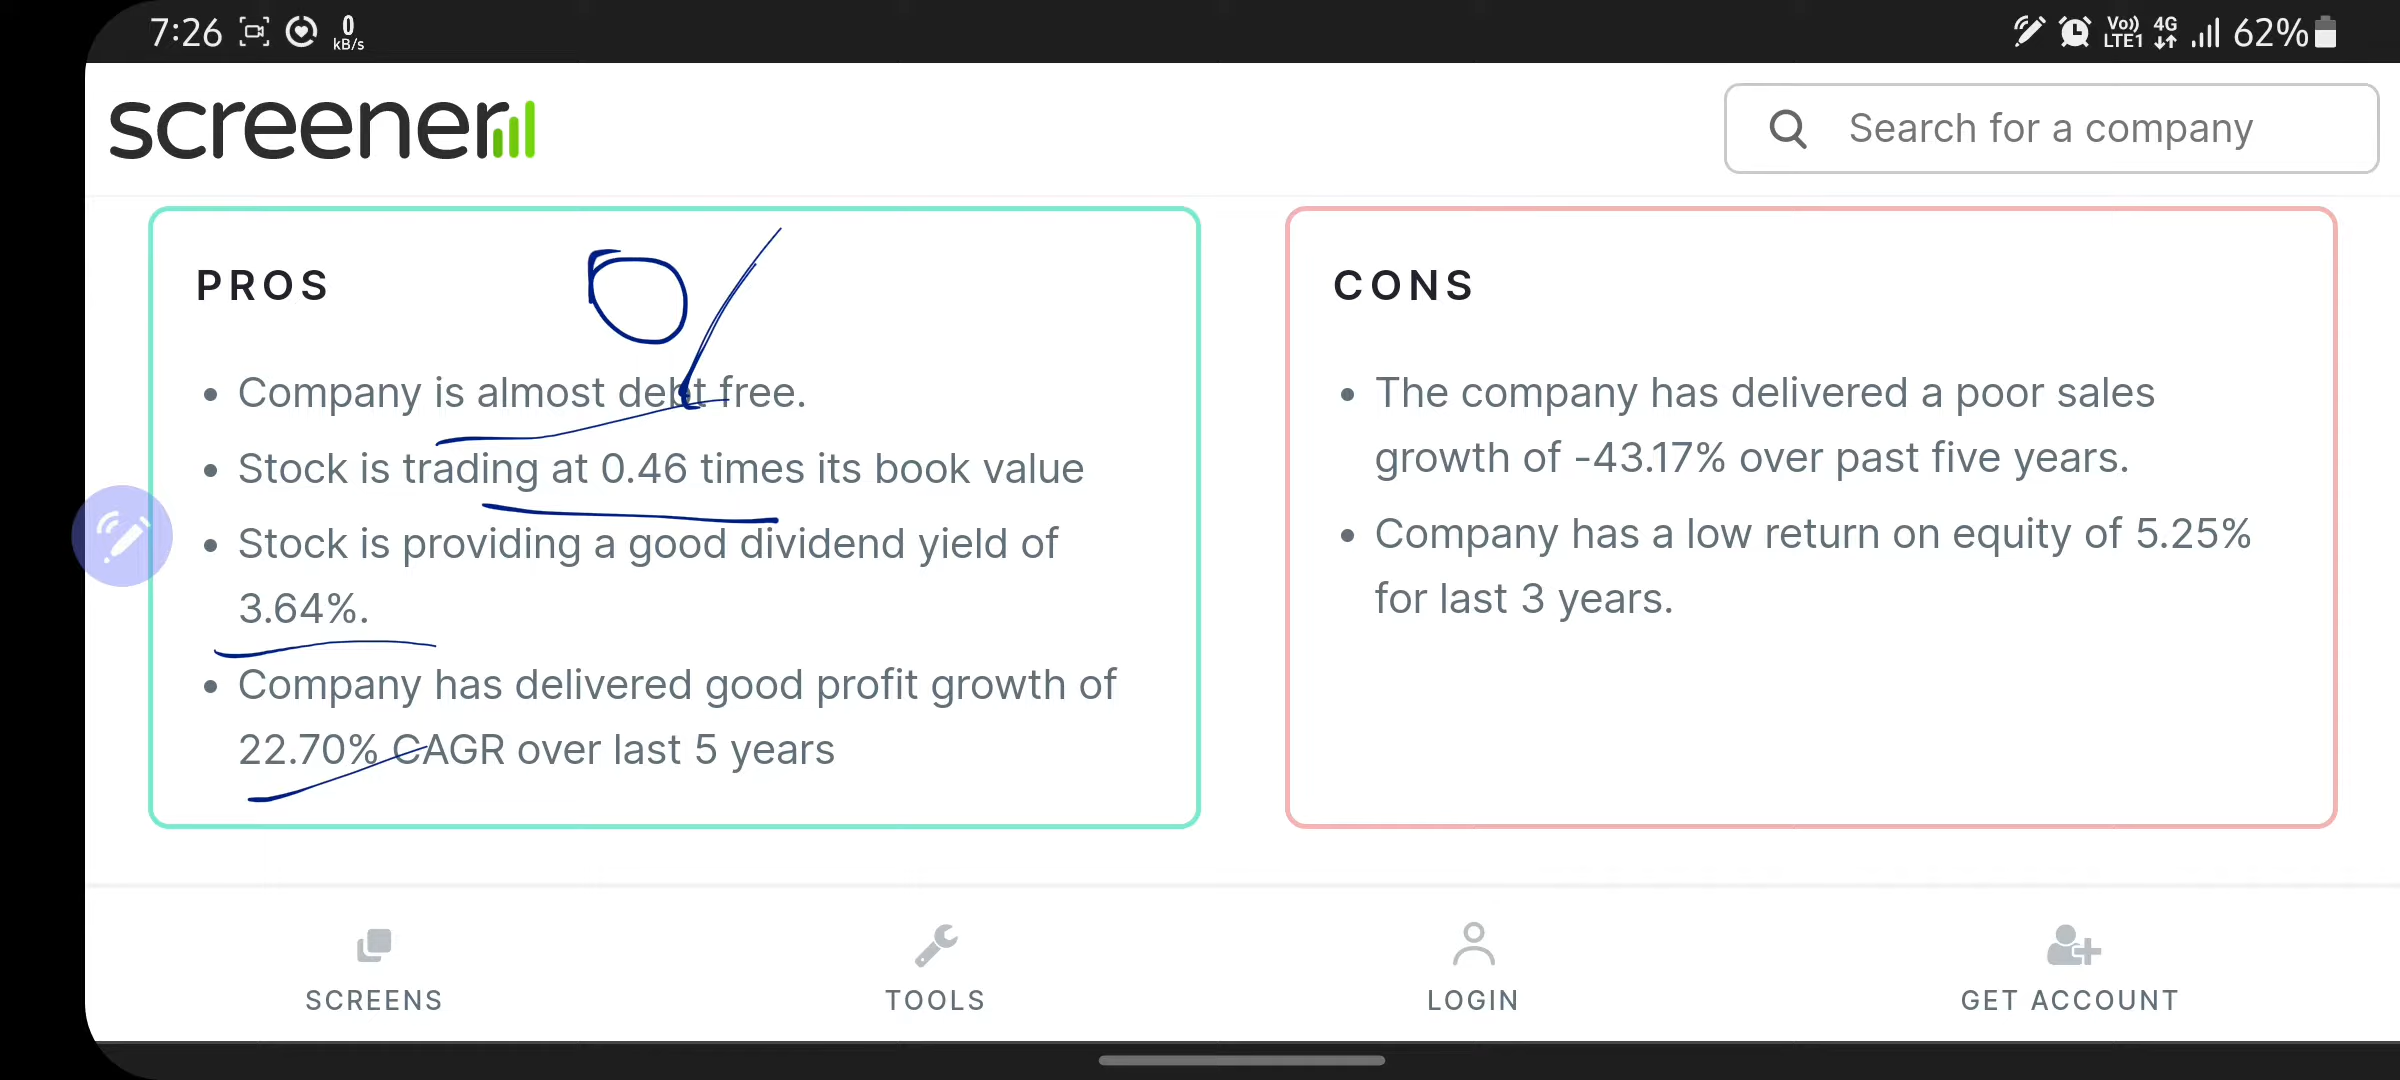 7:26 0 kB/s Vo)) LTE1 4G 62%
screener
Search for a company
PROS
• Company is almost debt free.
• Stock is trading at 0.46 times its book value
• Stock is providing a good dividend yield of
3.64%.
• Company has delivered good profit growth of
22.70% CAGR over last 5 years
CONS
• The company has delivered a poor sales
growth of -43.17% over past five years.
• Company has a low return on equity of 5.25%
for last 3 years.
SCREENS
TOOLS
LOGIN
GET ACCOUNT